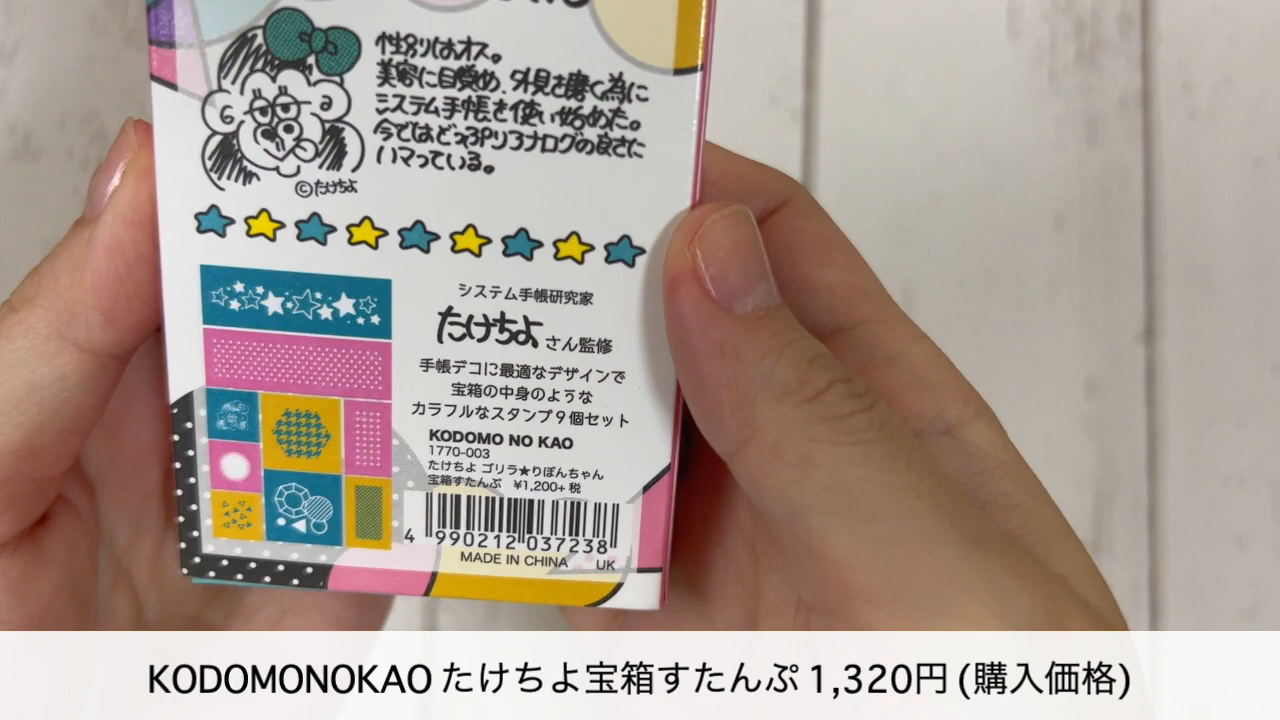 性別はオス。
美容に目覚め、外見を磨く為に
システム手帳を使い始めた。
今ではどっぷりアナログの良さに
ハマっている。
©たけちよ
システム手帳研究家
たけちよ さん監修
手帳デコに最適なデザインで
宝箱の中身のような
カラフルなスタンプ9個セット
KODOMO NO KAO
1770-003
たけちよ ゴリラ★りぼんちゃん
宝箱すたんぷ ¥1,200+税
4 990212 037238
MADE IN CHINA UK
KODOMONOKAO たけちよ宝箱すたんぷ 1,320円 (購入価格)